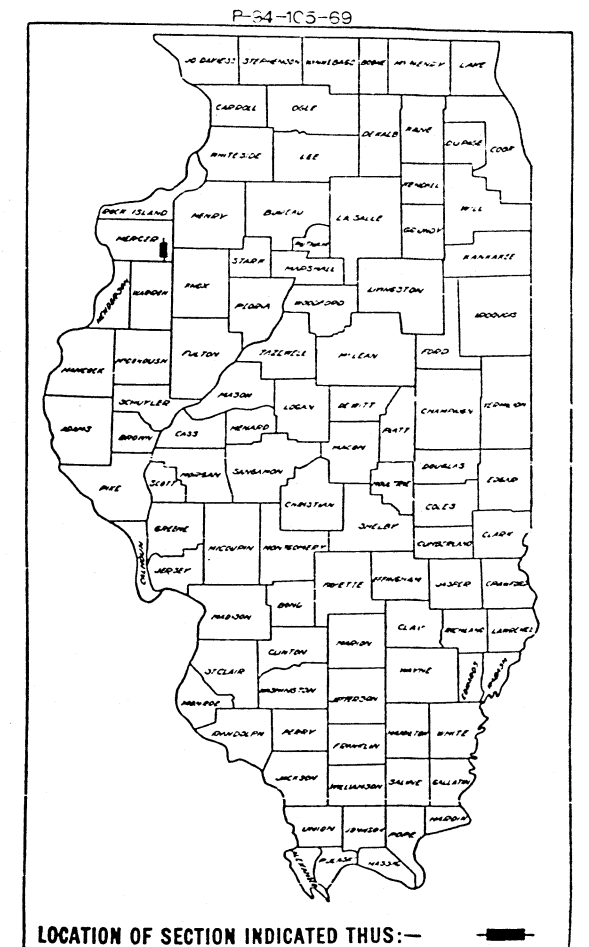 P-94-105-69
JO DAVIESS STEPHENSON WINNEBAGO BOONE McHENRY LAKE
CARROLL OGLE
DEKALB KANE DUPAGE COOK
WHITESIDE LEE
KENDALL
ROCK ISLAND HENRY BUREAU LA SALLE GRUNDY WILL
MERCER PUTNAM
STARK MARSHALL KANKAKEE
HENDERSON WARREN KNOX PEORIA WOODFORD LIVINGSTON IROQUOIS
HANCOCK McDONOUGH FULTON TAZEWELL McLEAN FORD
SCHUYLER MASON LOGAN DEWITT CHAMPAIGN VERMILION
ADAMS BROWN CASS MENARD MACON PIATT
PIKE SCOTT MORGAN SANGAMON MOULTRIE DOUGLAS EDGAR
CHRISTIAN COLES
GREENE SHELBY
CALHOUN MACOUPIN MONTGOMERY CUMBERLAND CLARK
JERSEY FAYETTE EFFINGHAM JASPER CRAWFORD
MADISON BOND
CLAY RICHLAND LAWRENCE
CLINTON MARION
ST CLAIR WAYNE EDWARDS WABASH
WASHINGTON JEFFERSON
MONROE
RANDOLPH PERRY HAMILTON WHITE
FRANKLIN
JACKSON WILLIAMSON SALINE GALLATIN
UNION JOHNSON POPE HARDIN
ALEXANDER PULASKI MASSAC
LOCATION OF SECTION INDICATED THUS:—